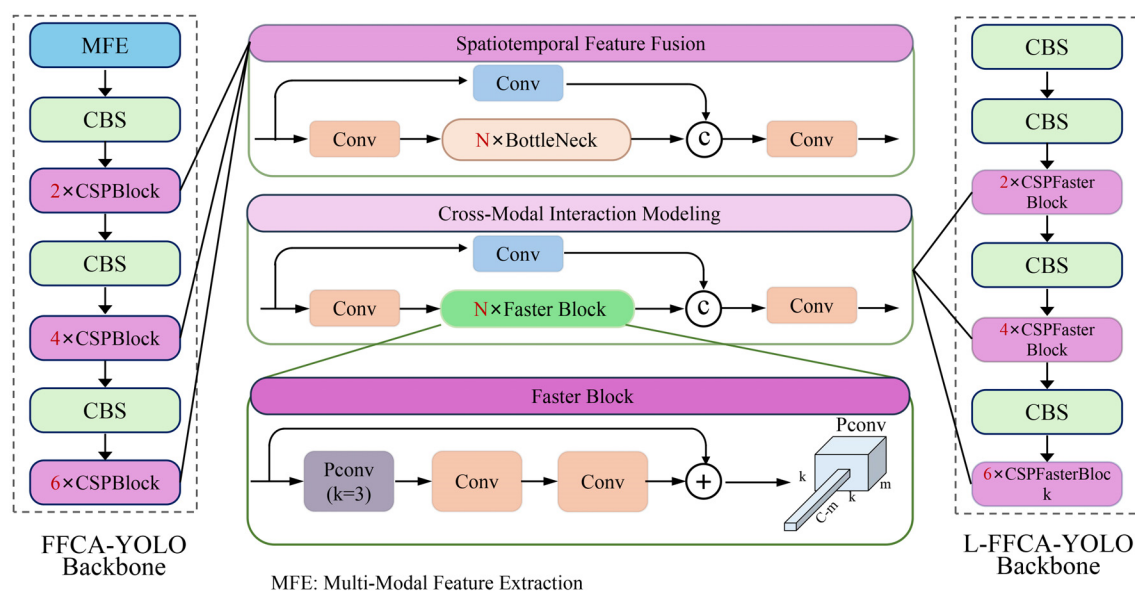 MFE
CBS
2×CSPBlock
CBS
4×CSPBlock
CBS
6×CSPBlock
FFCA-YOLO
Backbone
Spatiotemporal Feature Fusion
Conv
Conv
N×BottleNeck
C
Conv
Cross-Modal Interaction Modeling
Conv
Conv
N×Faster Block
C
Conv
Faster Block
Pconv
(k=3)
Conv
Conv
+
Pconv
k
k
m
C-m
MFE: Multi-Modal Feature Extraction
CBS
CBS
2×CSPFaster
Block
CBS
4×CSPFaster
Block
CBS
6×CSPFasterBloc
k
L-FFCA-YOLO
Backbone